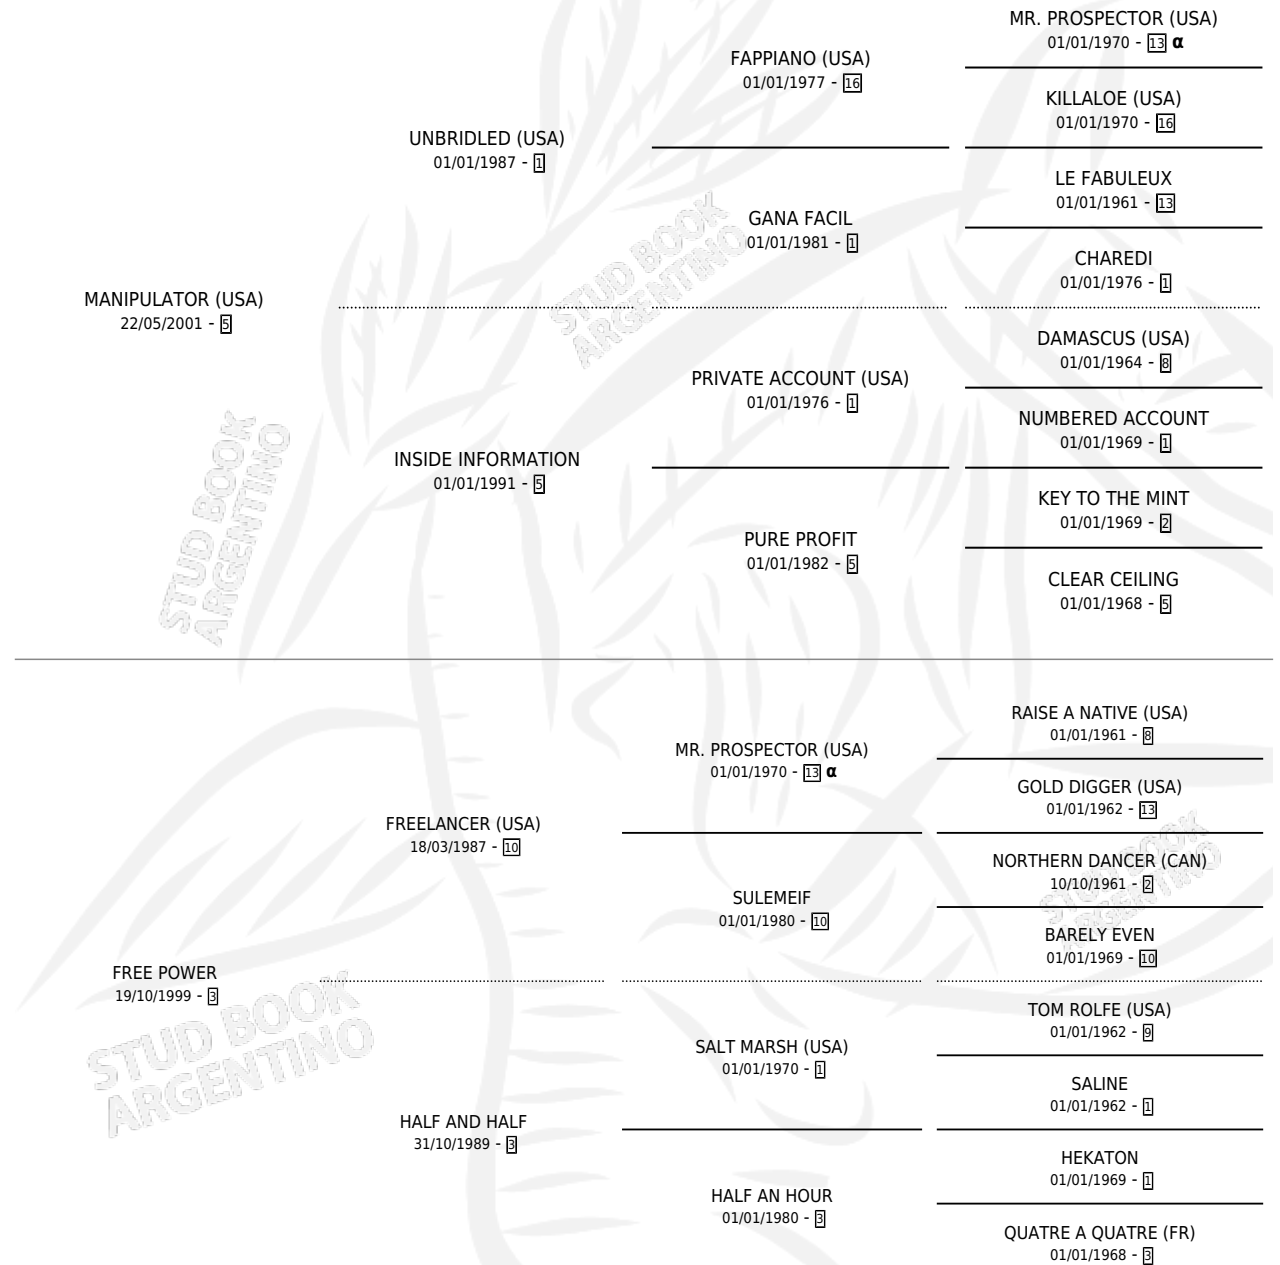 MR. PROSPECTOR (USA)
01/01/1970 - 13 α
FAPPIANO (USA)
01/01/1977 - 16
KILLALOE (USA)
01/01/1970 - 16
UNBRIDLED (USA)
01/01/1987 - 1
LE FABULEUX
01/01/1961 - 13
GANA FACIL
01/01/1981 - 1
CHAREDI
01/01/1976 - 1
MANIPULATOR (USA)
22/05/2001 - 5
DAMASCUS (USA)
01/01/1964 - 8
PRIVATE ACCOUNT (USA)
01/01/1976 - 1
NUMBERED ACCOUNT
01/01/1969 - 1
INSIDE INFORMATION
01/01/1991 - 5
KEY TO THE MINT
01/01/1969 - 2
PURE PROFIT
01/01/1982 - 5
CLEAR CEILING
01/01/1968 - 5
RAISE A NATIVE (USA)
01/01/1961 - 8
MR. PROSPECTOR (USA)
01/01/1970 - 13 α
GOLD DIGGER (USA)
01/01/1962 - 13
FREELANCER (USA)
18/03/1987 - 10
NORTHERN DANCER (CAN)
10/10/1961 - 2
SULEMEIF
01/01/1980 - 10
BARELY EVEN
01/01/1969 - 10
FREE POWER
19/10/1999 - 3
TOM ROLFE (USA)
01/01/1962 - 9
SALT MARSH (USA)
01/01/1970 - 1
SALINE
01/01/1962 - 1
HALF AND HALF
31/10/1989 - 3
HEKATON
01/01/1969 - 1
HALF AN HOUR
01/01/1980 - 3
QUATRE A QUATRE (FR)
01/01/1968 - 3
STUD BOOK
ARGENTINO
STUD BOOK
ARGENTINO
STUD BOOK
ARGENTINO
STUD BOOK
ARGENTINO